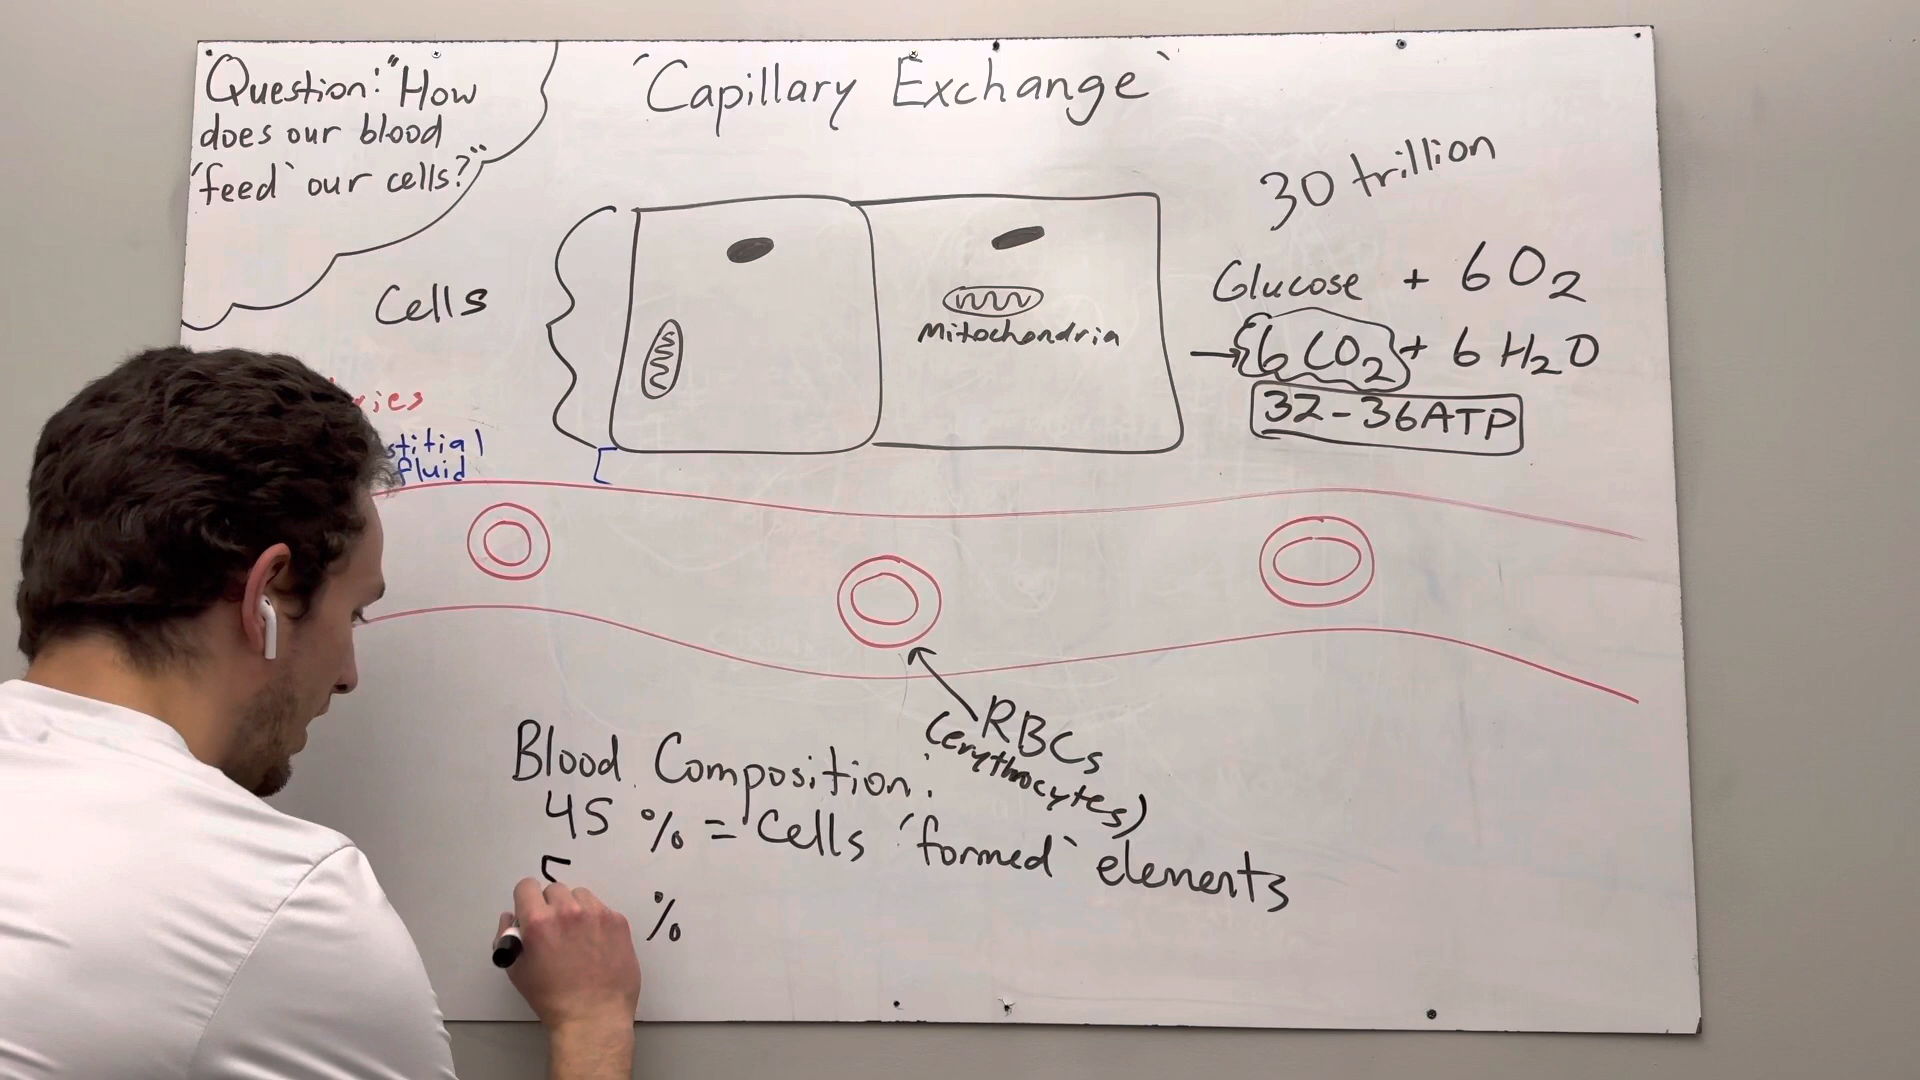 Question: "How
does our blood
'feed' our cells?"
'Capillary Exchange'
30 trillion
Cells
Mitochondria
Glucose + 6O2
→ 6CO2 + 6H2O
32-36ATP
fluid
RBCs
(erythrocytes)
Blood Composition:
45 % = Cells 'formed' elements
5 %